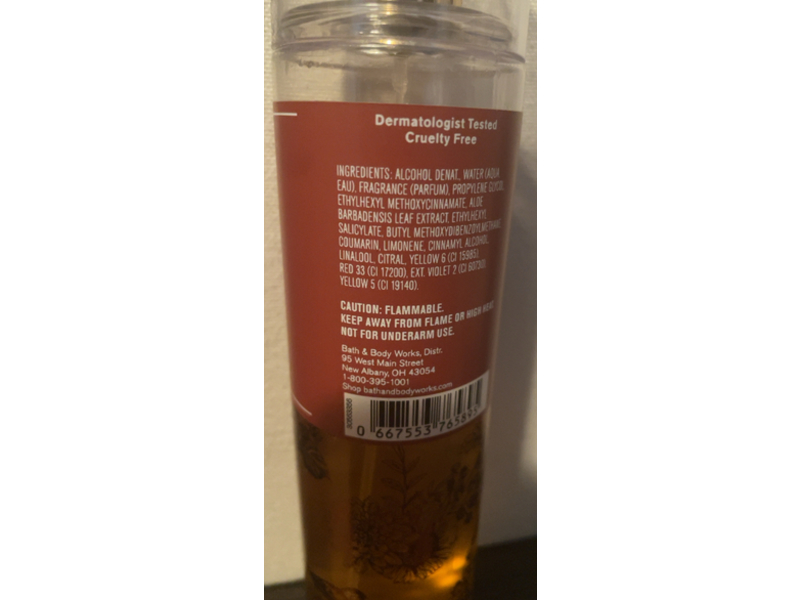 Dermatologist Tested
Cruelty Free
INGREDIENTS: ALCOHOL DENAT., WATER (AQUA
EAU), FRAGRANCE (PARFUM), PROPYLENE GLYCOL,
ETHYLHEXYL METHOXYCINNAMATE, ALOE
BARBADENSIS LEAF EXTRACT, ETHYLHEXYL
SALICYLATE, BUTYL METHOXYDIBENZOYLMETHANE,
COUMARIN, LIMONENE, CINNAMYL ALCOHOL,
LINALOOL, CITRAL, YELLOW 6 (CI 15985),
RED 33 (CI 17200), EXT. VIOLET 2 (CI 60730),
YELLOW 5 (CI 19140).
CAUTION: FLAMMABLE.
KEEP AWAY FROM FLAME OR HIGH HEAT.
NOT FOR UNDERARM USE.
Bath & Body Works, Distr.
95 West Main Street
New Albany, OH 43054
1-800-395-1001
Shop bathandbodyworks.com
0 667553 76589